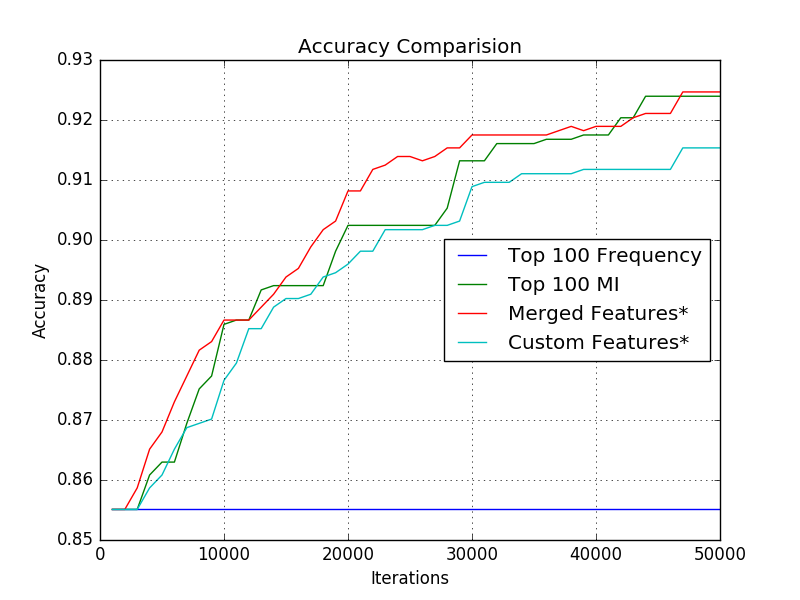 Accuracy Comparision
0.93
0.92
0.91
0.90
0.89
0.88
0.87
0.86
0.85
Accuracy
Top 100 Frequency
Top 100 MI
Merged Features*
Custom Features*
0 10000 20000 30000 40000 50000
Iterations